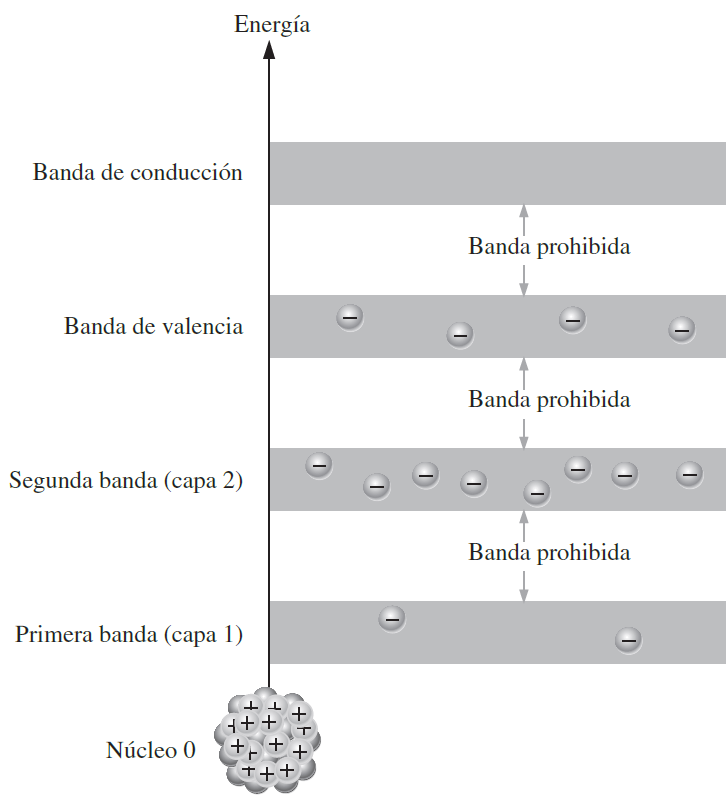 Energía
Banda de conducción
Banda prohibida
Banda de valencia
Banda prohibida
Segunda banda (capa 2)
Banda prohibida
Primera banda (capa 1)
Núcleo 0